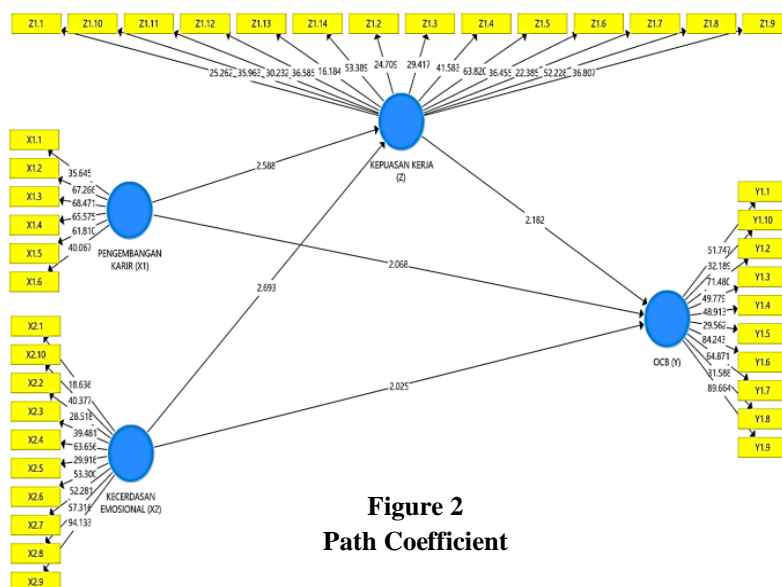 Z1.1 Z1.10 Z1.11 Z1.12 Z1.13 Z1.14 Z1.2 Z1.3 Z1.4 Z1.5 Z1.6 Z1.7 Z1.8 Z1.9
25.262 35.963 30.232 36.585 16.184 53.389 24.709 29.417 41.583 63.820 36.455 22.385 52.228 36.807
KEPUASAN KERJA
(Z)
X1.1
X1.2
X1.3
X1.4
X1.5
X1.6
35.645
67.266
68.471
65.575
61.810
40.067
PENGEMBANGAN
KARIR (X1)
2.588
2.182
2.068
2.693
2.025
X2.1
X2.10
X2.2
X2.3
X2.4
X2.5
X2.6
X2.7
X2.8
X2.9
18.636
40.377
28.518
39.481
63.656
29.918
53.300
52.281
57.316
94.133
KECERDASAN
EMOSIONAL (X2)
Y1.1
Y1.10
Y1.2
Y1.3
Y1.4
Y1.5
Y1.6
Y1.7
Y1.8
Y1.9
51.747
32.189
71.480
49.779
48.913
29.562
84.243
64.871
31.588
89.664
OCB (Y)
Figure 2
Path Coefficient